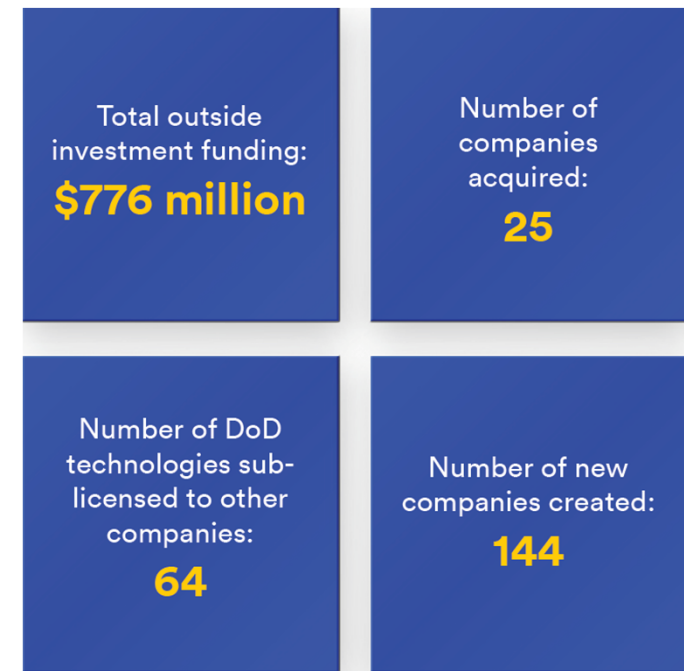 Total outside
investment funding:
$776 million
Number of
companies
acquired:
25
Number of DoD
technologies sub-
licensed to other
companies:
64
Number of new
companies created:
144